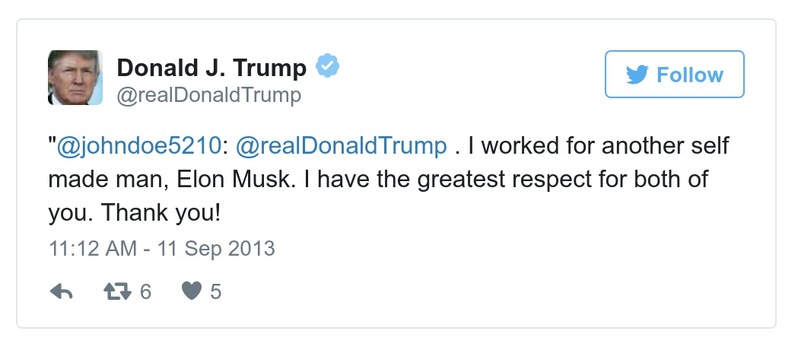 Donald J. Trump
@realDonaldTrump
Follow
"@johndoe5210: @realDonaldTrump . I worked for another self
made man, Elon Musk. I have the greatest respect for both of
you. Thank you!
11:12 AM - 11 Sep 2013
6 5